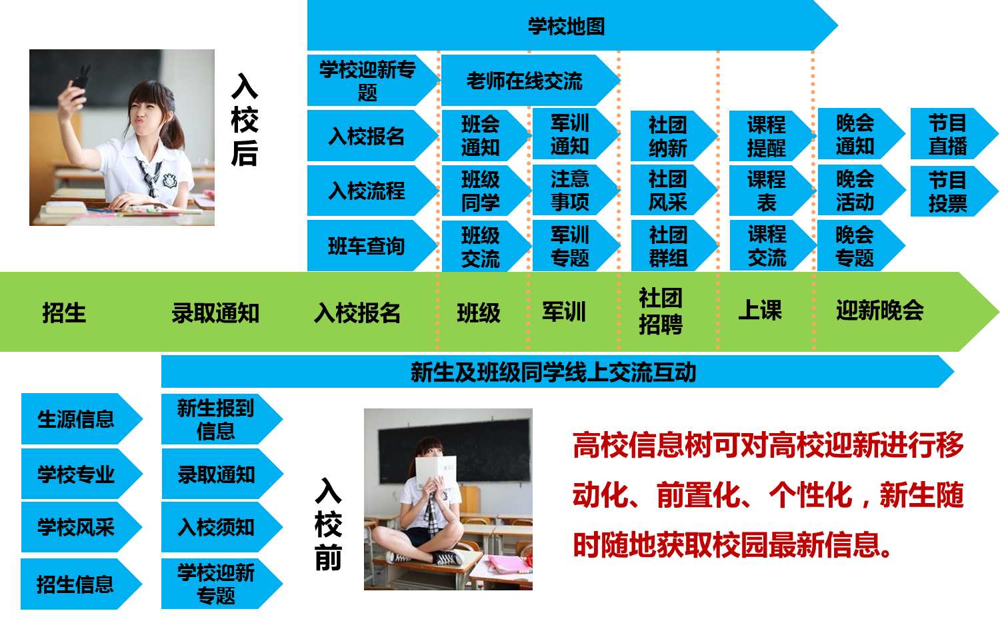 学校地图
入
校
后
学校迎新专
题
老师在线交流
入校报名
班会
通知
军训
通知
社团
纳新
课程
提醒
晚会
通知
节目
直播
入校流程
班级
同学
注意
事项
社团
风采
课程
表
晚会
活动
节目
投票
班车查询
班级
交流
军训
专题
社团
群组
课程
交流
晚会
专题
招生
录取通知
入校报名
班级
军训
社团
招聘
上课
迎新晚会
新生及班级同学线上交流互动
生源信息
新生报到
信息
学校专业
录取通知
学校风采
入校须知
招生信息
学校迎新
专题
入
校
前
高校信息树可对高校迎新进行移
动化、前置化、个性化，新生随
时随地获取校园最新信息。